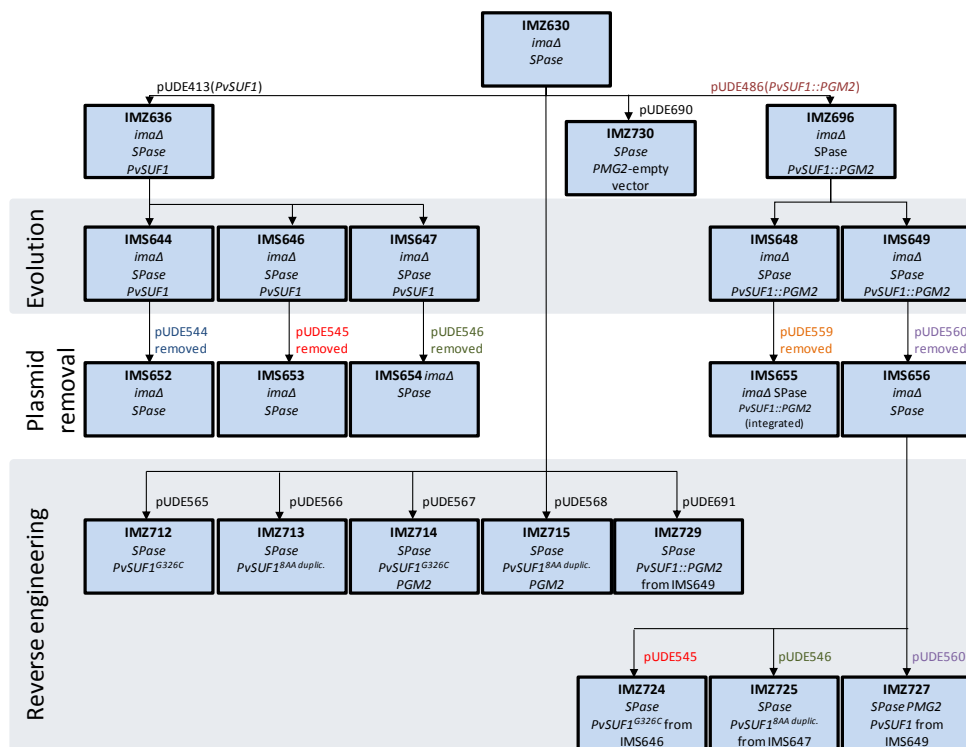 IMZ630
imaΔ
SPase
pUDE413(PvSUF1)
pUDE486(PvSUF1::PGM2)
pUDE690
IMZ636
imaΔ
SPase
PvSUF1
IMZ730
SPase
PMG2-empty
vector
IMZ696
imaΔ
SPase
PvSUF1::PGM2
Evolution
IMS644
imaΔ
SPase
PvSUF1
IMS646
imaΔ
SPase
PvSUF1
IMS647
imaΔ
SPase
PvSUF1
IMS648
imaΔ
SPase
PvSUF1::PGM2
IMS649
imaΔ
SPase
PvSUF1::PGM2
Plasmid
removal
pUDE544
removed
pUDE545
removed
pUDE546
removed
pUDE559
removed
pUDE560
removed
IMS652
imaΔ
SPase
IMS653
imaΔ
SPase
IMS654 imaΔ
SPase
IMS655
imaΔ SPase
PvSUF1::PGM2
(integrated)
IMS656
imaΔ
SPase
Reverse engineering
pUDE565
pUDE566
pUDE567
pUDE568
pUDE691
IMZ712
SPase
PvSUF1G326C
IMZ713
SPase
PvSUF18AA duplic.
IMZ714
SPase
PvSUF1G326C
PGM2
IMZ715
SPase
PvSUF18AA duplic.
PGM2
IMZ729
SPase
PvSUF1::PGM2
from IMS649
pUDE545
pUDE546
pUDE560
IMZ724
SPase
PvSUF1G326C from
IMS646
IMZ725
SPase
PvSUF18AA duplic.
from IMS647
IMZ727
SPase PMG2
PvSUF1 from
IMS649